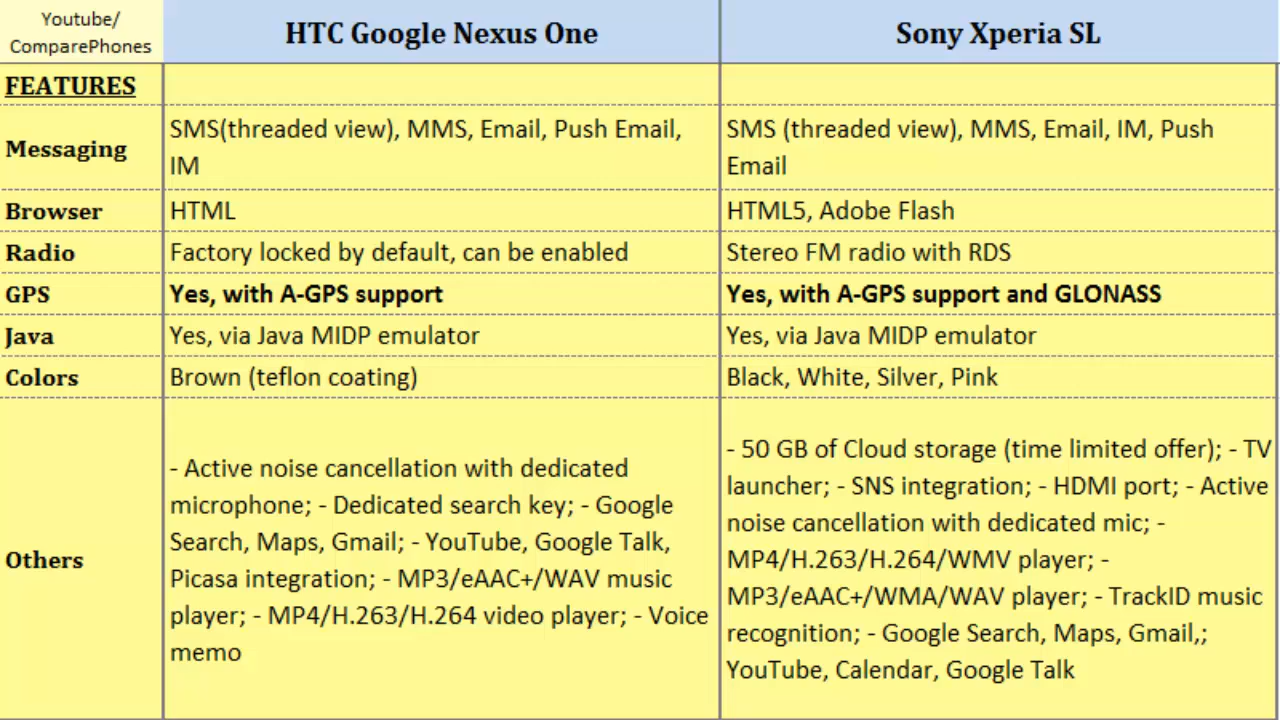 Youtube/
ComparePhones
HTC Google Nexus One
Sony Xperia SL
FEATURES
Messaging
SMS(threaded view), MMS, Email, Push Email,
IM
SMS (threaded view), MMS, Email, IM, Push
Email
Browser
HTML
HTML5, Adobe Flash
Radio
Factory locked by default, can be enabled
Stereo FM radio with RDS
GPS
Yes, with A-GPS support
Yes, with A-GPS support and GLONASS
Java
Yes, via Java MIDP emulator
Yes, via Java MIDP emulator
Colors
Brown (teflon coating)
Black, White, Silver, Pink
Others
- Active noise cancellation with dedicated
microphone; - Dedicated search key; - Google
Search, Maps, Gmail; - YouTube, Google Talk,
Picasa integration; - MP3/eAAC+/WAV music
player; - MP4/H.263/H.264 video player; - Voice
memo
- 50 GB of Cloud storage (time limited offer); - TV
launcher; - SNS integration; - HDMI port; - Active
noise cancellation with dedicated mic; -
MP4/H.263/H.264/WMV player; -
MP3/eAAC+/WMA/WAV player; - TrackID music
recognition; - Google Search, Maps, Gmail,;
YouTube, Calendar, Google Talk